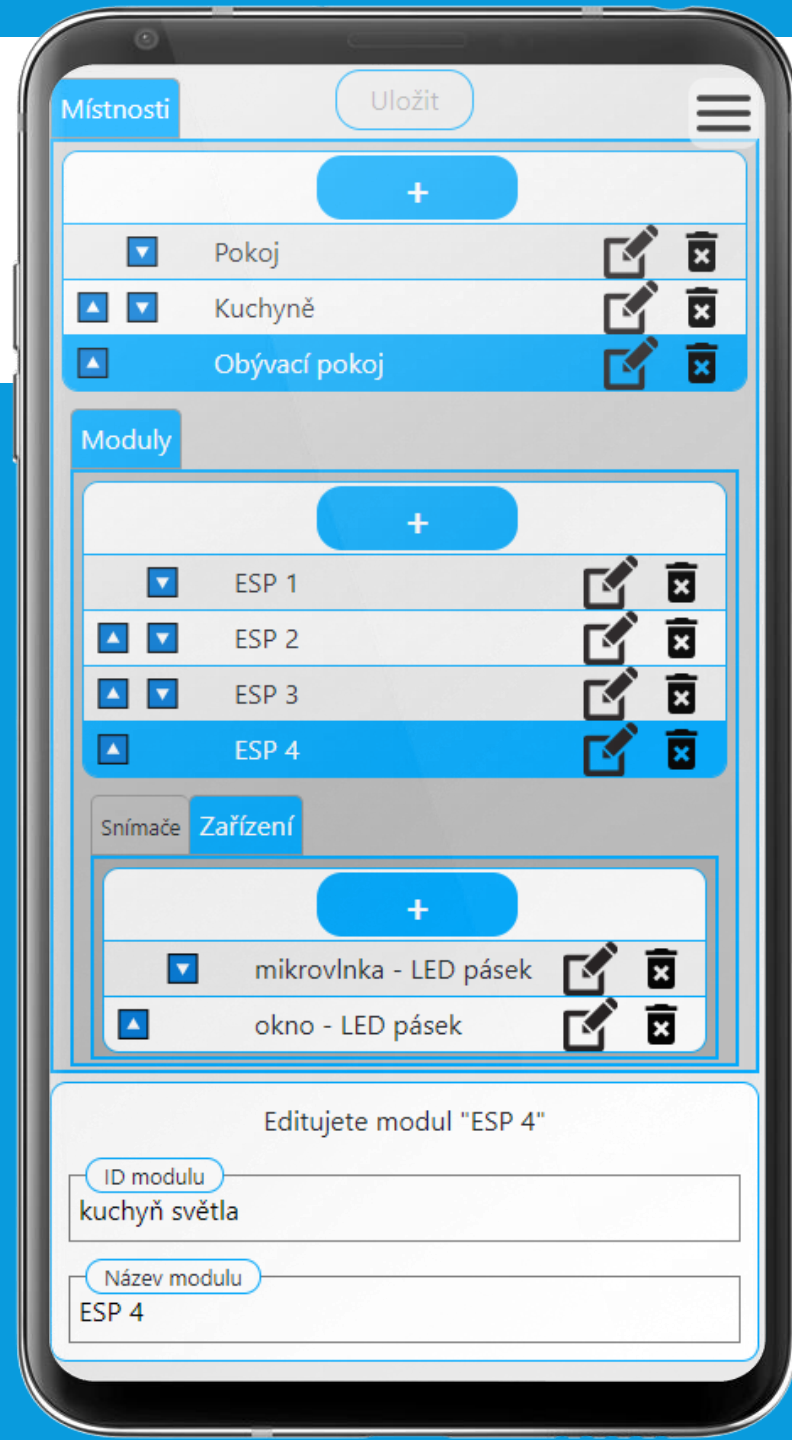 Místnosti
Uložit
+
Pokoj
Kuchyně
Obývací pokoj
Moduly
+
ESP 1
ESP 2
ESP 3
ESP 4
Snímače Zařízení
+
mikrovlnka - LED pásek
okno - LED pásek
Editujete modul "ESP 4"
ID modulu
kuchyň světla
Název modulu
ESP 4